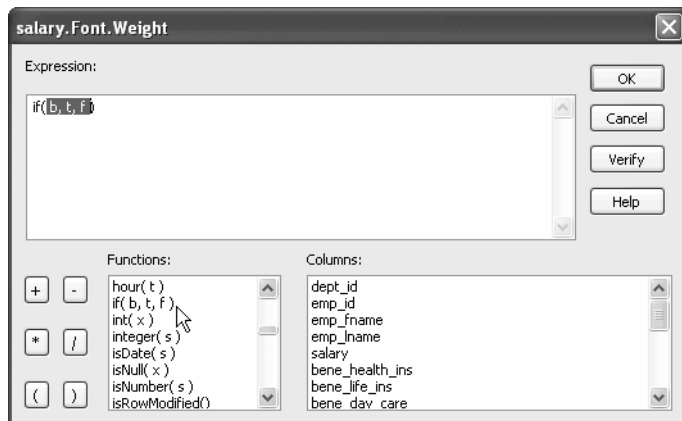 salary.Font.Weight
Expression:
if( b, t, f )
OK
Cancel
Verify
Help
Functions:
Columns:
+ -
* /
( )
hour( t )
if( b, t, f )
int( x )
integer( s )
isDate( s )
isNull( x )
isNumber( s )
isRowModified()
dept_id
emp_id
emp_fname
emp_lname
salary
bene_health_ins
bene_life_ins
bene_day_care